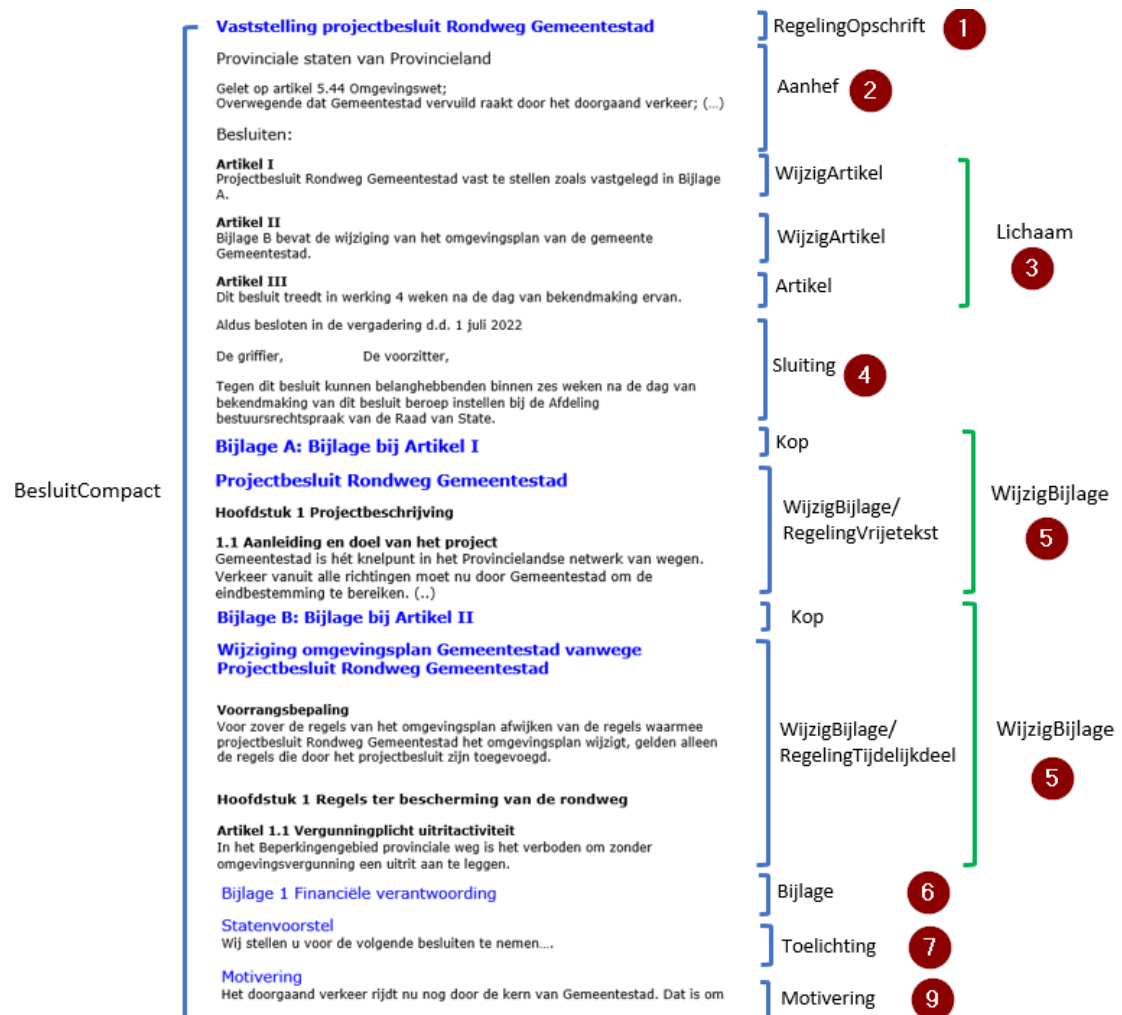 Vaststelling projectbesluit Rondweg Gemeentestad
RegelingOpschrift 1
Provinciale staten van Provincieland
Gelet op artikel 5.44 Omgevingswet;
Overwegende dat Gemeentestad vervuild raakt door het doorgaand verkeer; (...)
Besluiten:
Aanhef 2
Artikel I
Projectbesluit Rondweg Gemeentestad vast te stellen zoals vastgelegd in Bijlage
A.
WijzigArtikel
Artikel II
Bijlage B bevat de wijziging van het omgevingsplan van de gemeente
Gemeentestad.
WijzigArtikel
Artikel III
Dit besluit treedt in werking 4 weken na de dag van bekendmaking ervan.
Artikel
Lichaam
3
Aldus besloten in de vergadering d.d. 1 juli 2022
De griffier, De voorzitter,
Tegen dit besluit kunnen belanghebbenden binnen zes weken na de dag van
bekendmaking van dit besluit beroep instellen bij de Afdeling
bestuursrechtspraak van de Raad van State.
Sluiting 4
Bijlage A: Bijlage bij Artikel I
Kop
BesluitCompact
Projectbesluit Rondweg Gemeentestad
Hoofdstuk 1 Projectbeschrijving
1.1 Aanleiding en doel van het project
Gemeentestad is hét knelpunt in het Provincielandse netwerk van wegen.
Verkeer vanuit alle richtingen moet nu door Gemeentestad om de
eindbestemming te bereiken. (..)
WijzigBijlage/
RegelingVrijetekst
WijzigBijlage
5
Bijlage B: Bijlage bij Artikel II
Kop
Wijziging omgevingsplan Gemeentestad vanwege
Projectbesluit Rondweg Gemeentestad
Voorrangsbepaling
Voor zover de regels van het omgevingsplan afwijken van de regels waarmee
projectbesluit Rondweg Gemeentestad het omgevingsplan wijzigt, gelden alleen
de regels die door het projectbesluit zijn toegevoegd.
Hoofdstuk 1 Regels ter bescherming van de rondweg
Artikel 1.1 Vergunningplicht uitritactiviteit
In het Beperkingengebied provinciale weg is het verboden om zonder
omgevingsvergunning een uitrit aan te leggen.
WijzigBijlage/
RegelingTijdelijkdeel
WijzigBijlage
5
Bijlage 1 Financiële verantwoording
Bijlage 6
Statenvoorstel
Wij stellen u voor de volgende besluiten te nemen....
Toelichting 7
Motivering
Het doorgaand verkeer rijdt nu nog door de kern van Gemeentestad. Dat is om
Motivering 9